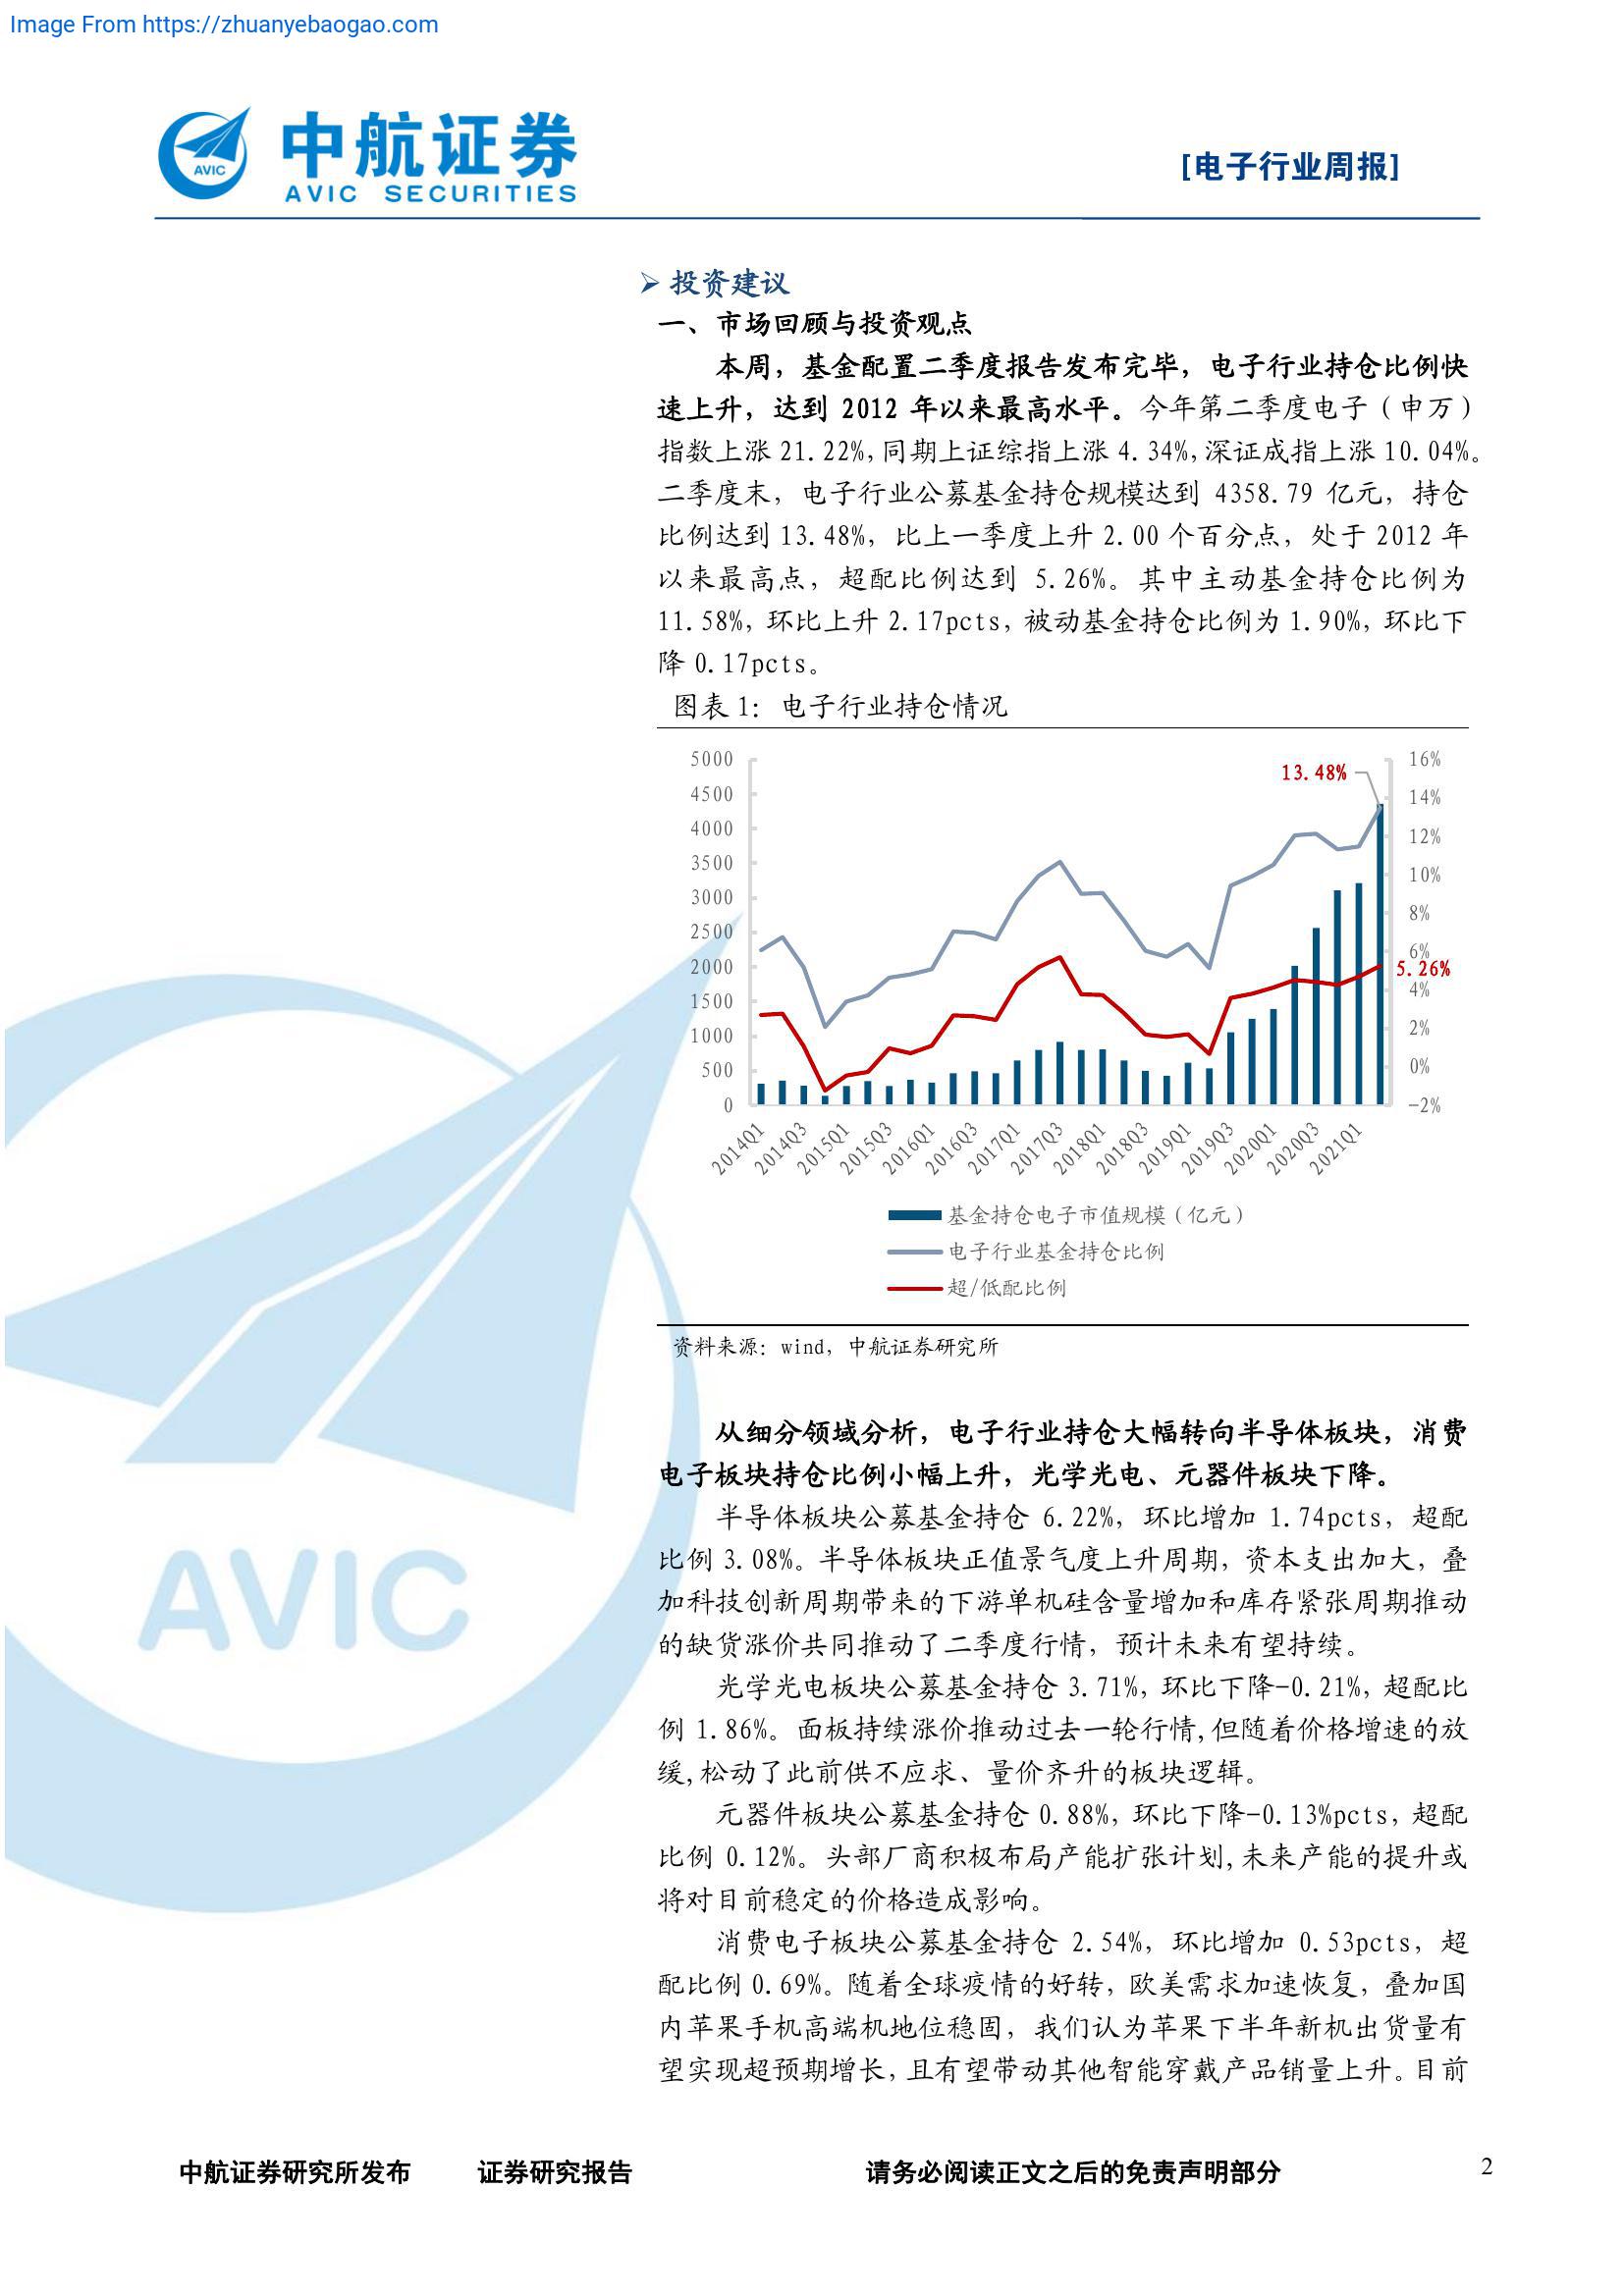 Image From https://zhuanyebaogao.com
中航证券
AVIC SECURITIES
AVIC
[电子行业周报]
投资建议
一、市场回顾与投资观点
本周，基金配置二季度报告发布完毕，电子行业持仓比例快
速上升，达到 2012 年以来最高水平。今年第二季度电子（申万）
指数上涨 21.22%,同期上证综指上涨 4.34%,深证成指上涨 10.04%。
二季度末，电子行业公募基金持仓规模达到 4358.79 亿元，持仓
比例达到 13.48%，比上一季度上升 2.00 个百分点，处于 2012 年
以来最高点，超配比例达到 5.26%。其中主动基金持仓比例为
11.58%，环比上升 2.17pcts，被动基金持仓比例为 1.90%，环比下
降 0.17pcts。
图表 1：电子行业持仓情况
5000
4500
4000
3500
3000
2500
2000
1500
1000
500
0
16%
14%
12%
10%
8%
6%
4%
2%
0%
-2%
13.48%
5.26%
2014Q1
2014Q3
2015Q1
2015Q3
2016Q1
2016Q3
2017Q1
2017Q3
2018Q1
2018Q3
2019Q1
2019Q3
2020Q1
2020Q3
2021Q1
基金持仓电子市值规模（亿元）
电子行业基金持仓比例
超/低配比例
资料来源：wind，中航证券研究所
从细分领域分析，电子行业持仓大幅转向半导体板块，消费
电子板块持仓比例小幅上升，光学光电、元器件板块下降。
半导体板块公募基金持仓 6.22%，环比增加 1.74pcts，超配
比例 3.08%。半导体板块正值景气度上升周期，资本支出加大，叠
加科技创新周期带来的下游单机硅含量增加和库存紧张周期推动
的缺货涨价共同推动了二季度行情，预计未来有望持续。
光学光电板块公募基金持仓 3.71%，环比下降-0.21%，超配比
例 1.86%。面板持续涨价推动过去一轮行情,但随着价格增速的放
缓,松动了此前供不应求、量价齐升的板块逻辑。
元器件板块公募基金持仓 0.88%，环比下降-0.13%pcts，超配
比例 0.12%。头部厂商积极布局产能扩张计划,未来产能的提升或
将对目前稳定的价格造成影响。
消费电子板块公募基金持仓 2.54%，环比增加 0.53pcts，超
配比例 0.69%。随着全球疫情的好转，欧美需求加速恢复，叠加国
内苹果手机高端机地位稳固，我们认为苹果下半年新机出货量有
望实现超预期增长，且有望带动其他智能穿戴产品销量上升。目前
AVIC
中航证券研究所发布 证券研究报告 请务必阅读正文之后的免责声明部分 2